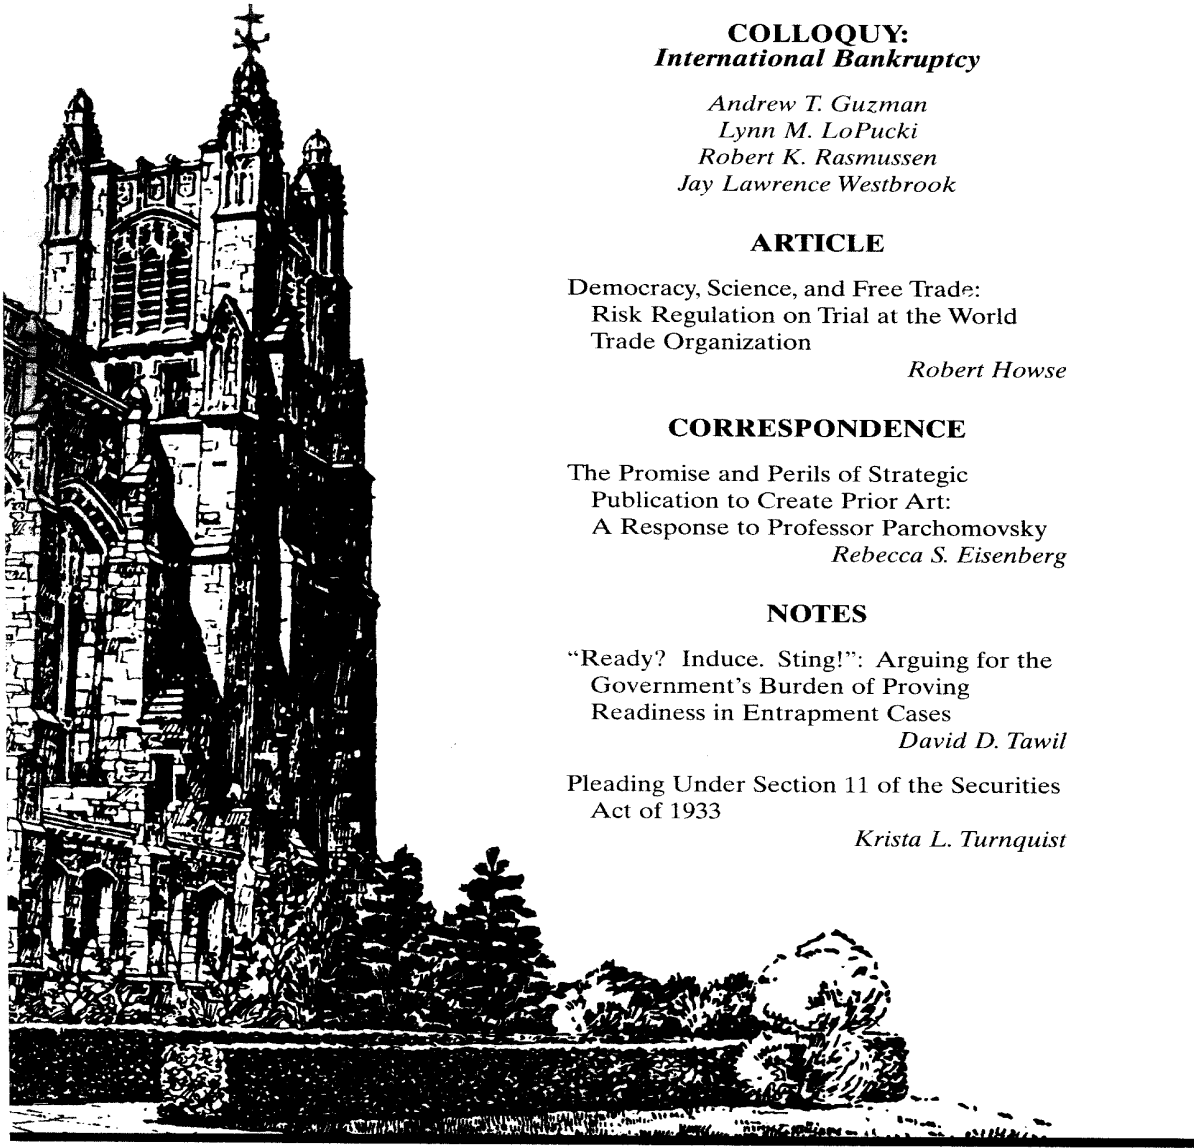 COLLOQUY:
International Bankruptcy
Andrew T. Guzman
Lynn M. LoPucki
Robert K. Rasmussen
Jay Lawrence Westbrook
ARTICLE
Democracy, Science, and Free Trade:
Risk Regulation on Trial at the World
Trade Organization
Robert Howse
CORRESPONDENCE
The Promise and Perils of Strategic
Publication to Create Prior Art:
A Response to Professor Parchomovsky
Rebecca S. Eisenberg
NOTES
“Ready? Induce. Sting!”: Arguing for the
Government’s Burden of Proving
Readiness in Entrapment Cases
David D. Tawil
Pleading Under Section 11 of the Securities
Act of 1933
Krista L. Turnquist